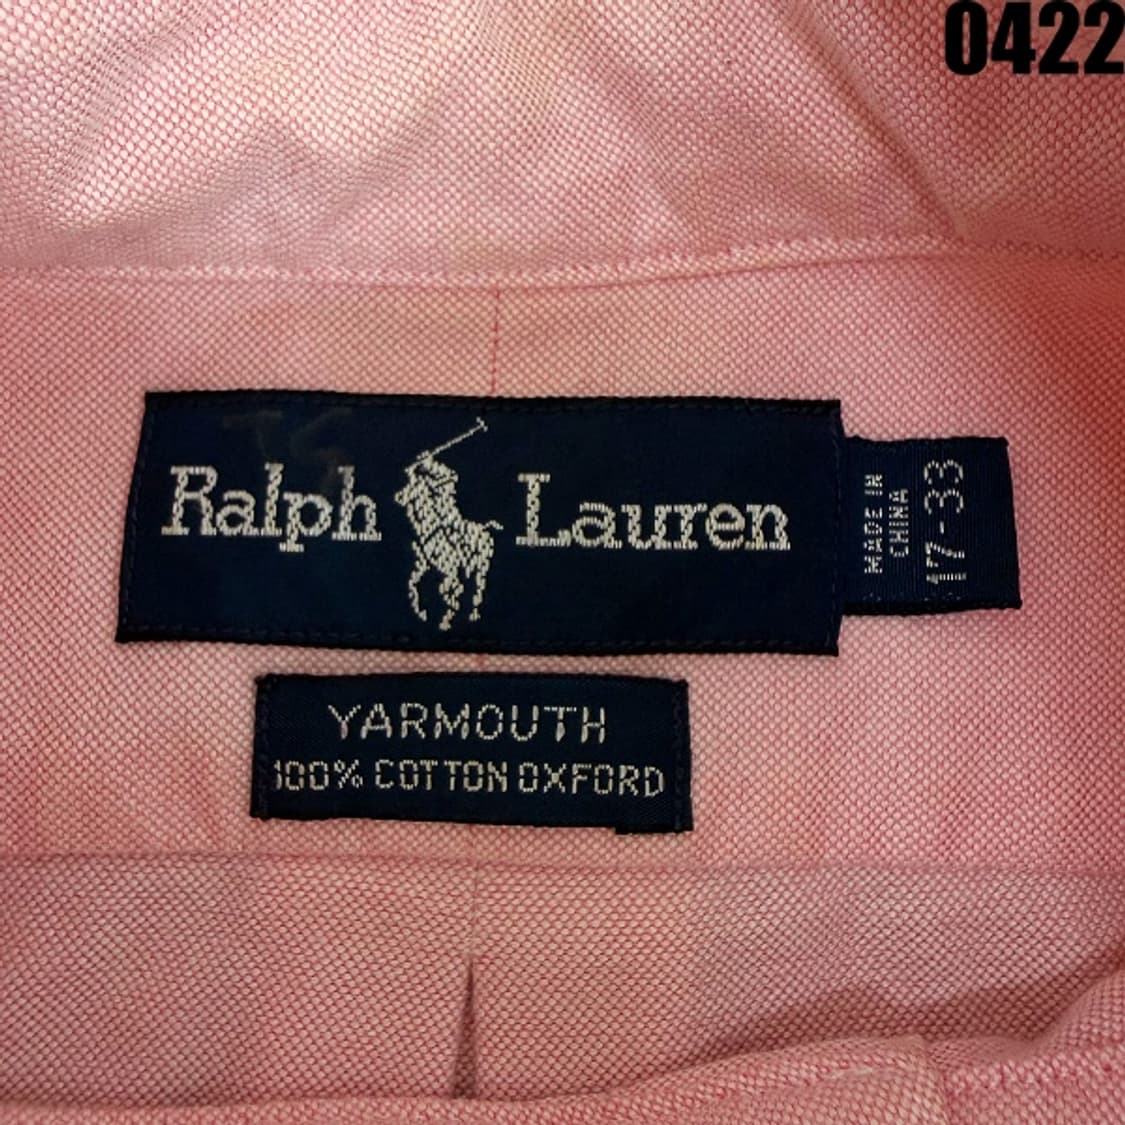 0422
Ralph Lauren
MADE IN
CHINA
17-33
YARMOUTH
100% COTTON OXFORD